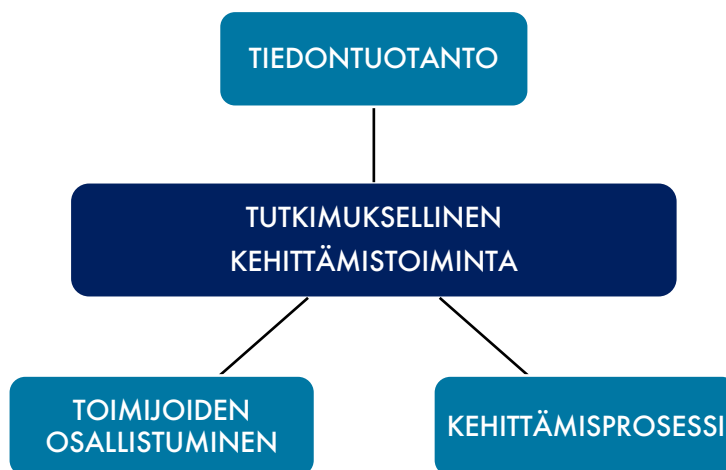 TIEDONTUOTANTO
TUTKIMUKSELLINEN
KEHITTÄMISTOIMINTA
TOIMIJOIDEN
OSALLISTUMINEN
KEHITTÄMISPROSESSI